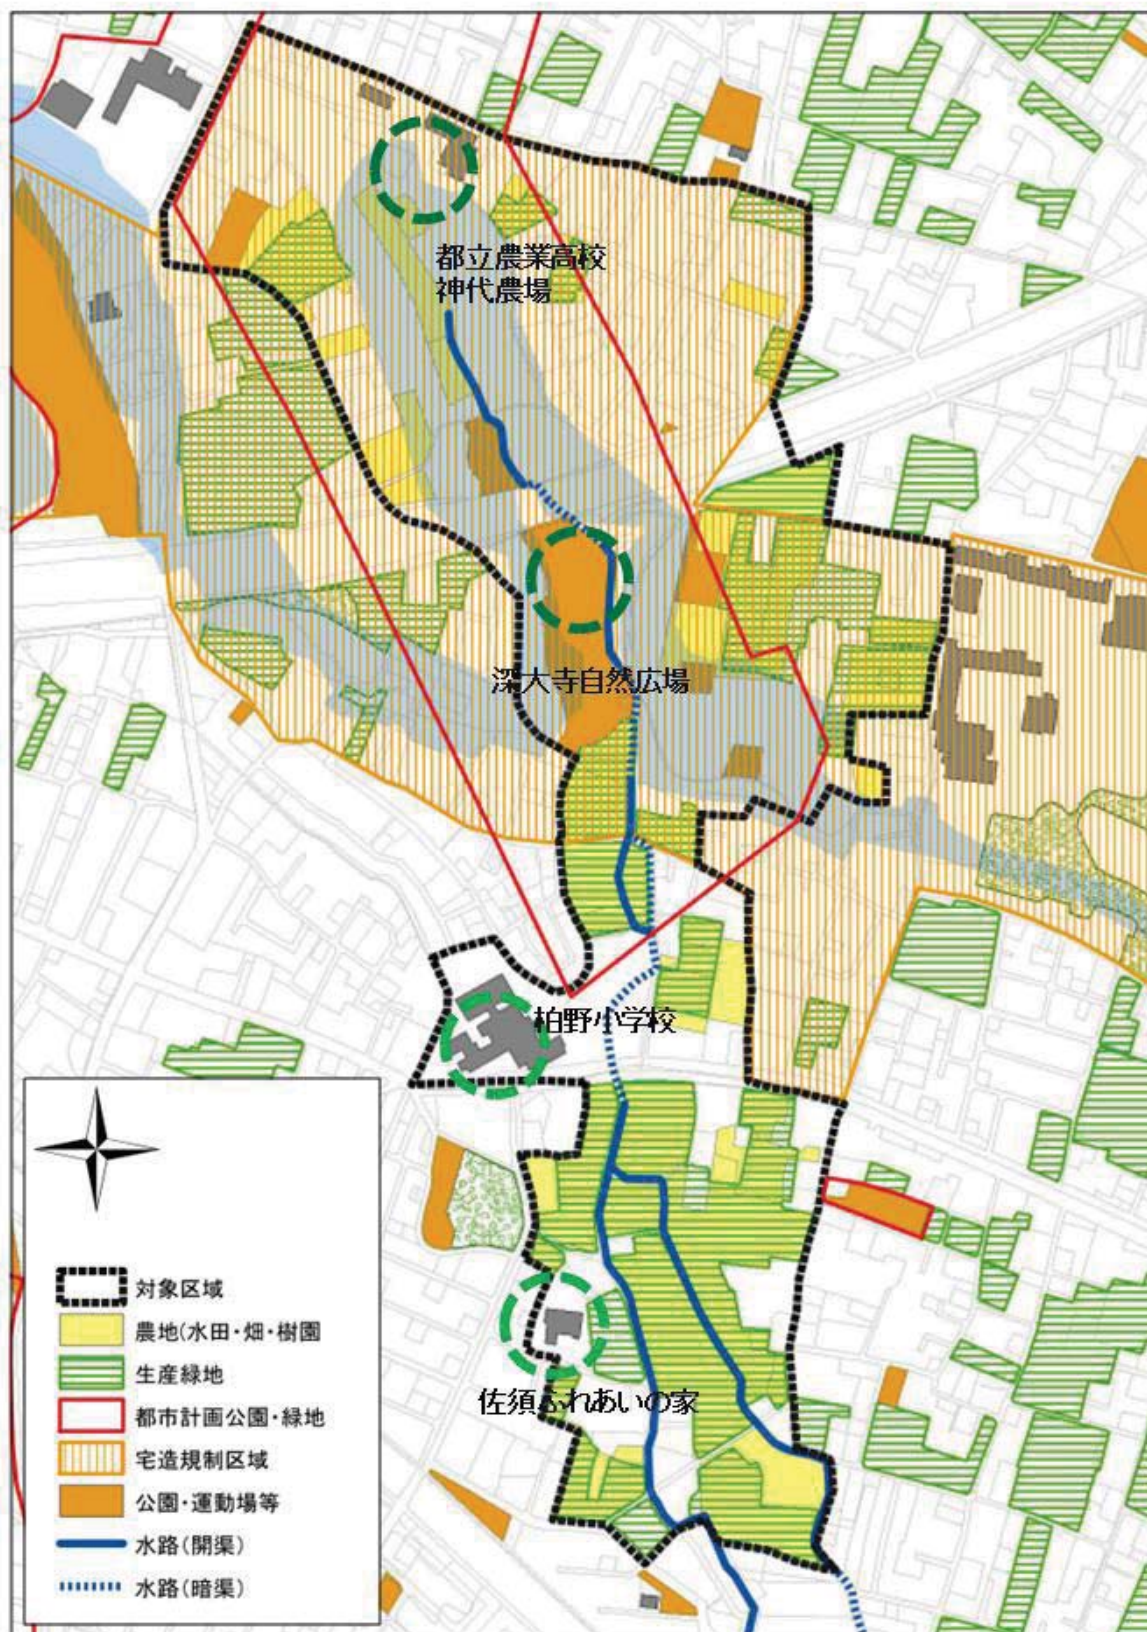 都立農業高校
神代農場
深大寺自然広場
柏野小学校
佐須ふれあいの家
対象区域
農地(水田・畑・樹園
生産緑地
都市計画公園・緑地
宅造規制区域
公園・運動場等
水路(開渠)
水路(暗渠)